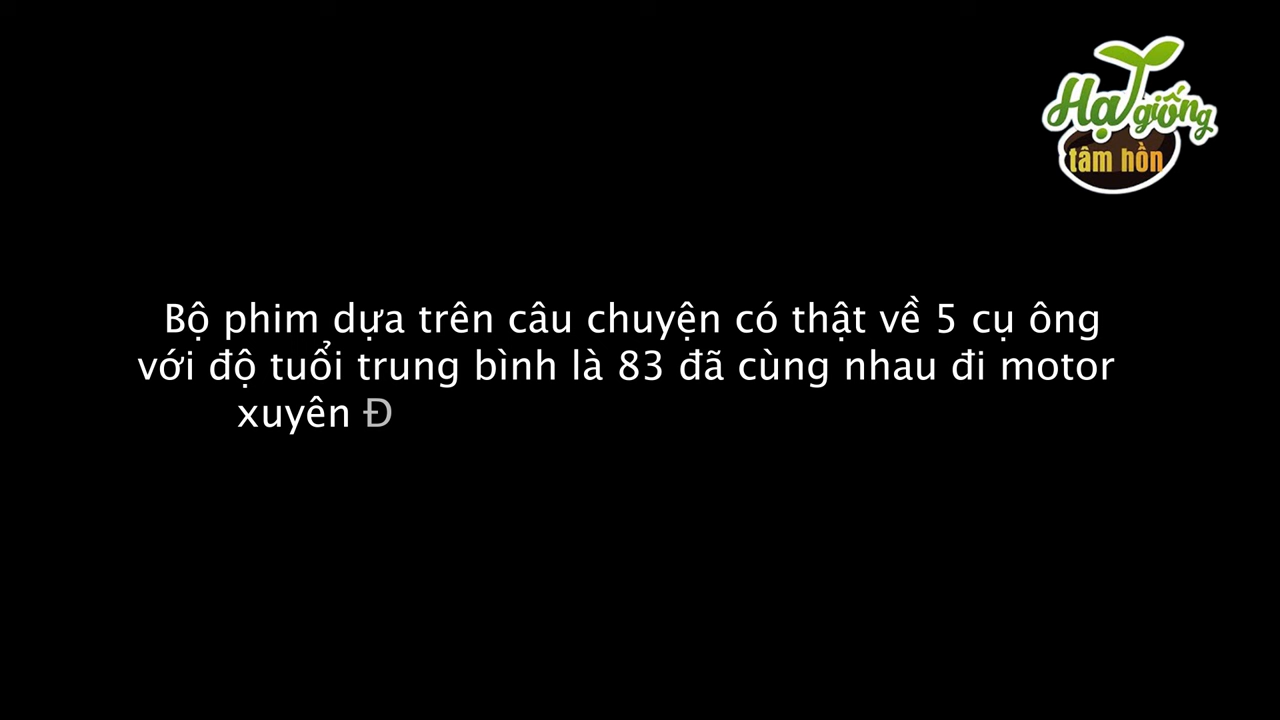 Hạt giống
tâm hồn
Bộ phim dựa trên câu chuyện có thật về 5 cụ ông
với độ tuổi trung bình là 83 đã cùng nhau đi motor
xuyên Đ